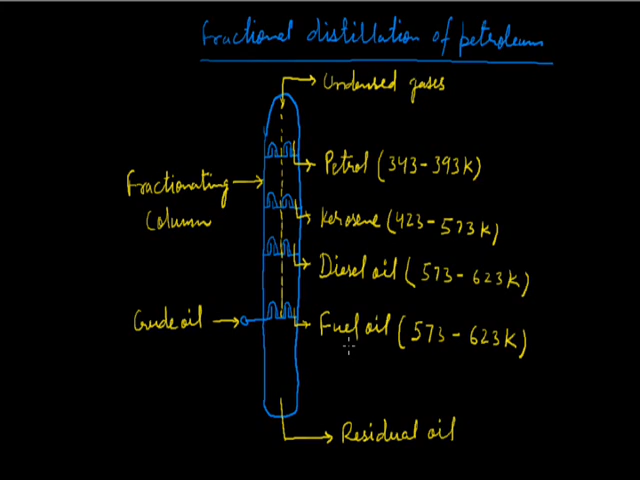 Fractional distillation of petroleum
Undensed gases
Petrol (343-393K)
Fractionating
Column
Kerosene (423-573K)
Diesel oil (573-623K)
Crude oil
Fuel oil (573-623K)
Residual oil